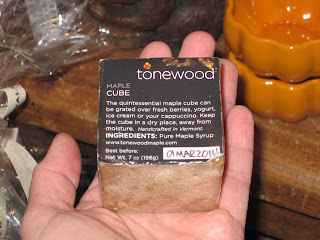 tonewood
MAPLE
CUBE
The quintessential maple cube can
be grated over fresh berries, yogurt,
ice cream or your cappuccino. Keep
the cube in a dry place, away from
moisture. Handcrafted in Vermont.
INGREDIENTS: Pure Maple Syrup
www.tonewoodmaple.com
Best before:
Net Wt. 7 oz (198g) 01MAR2014